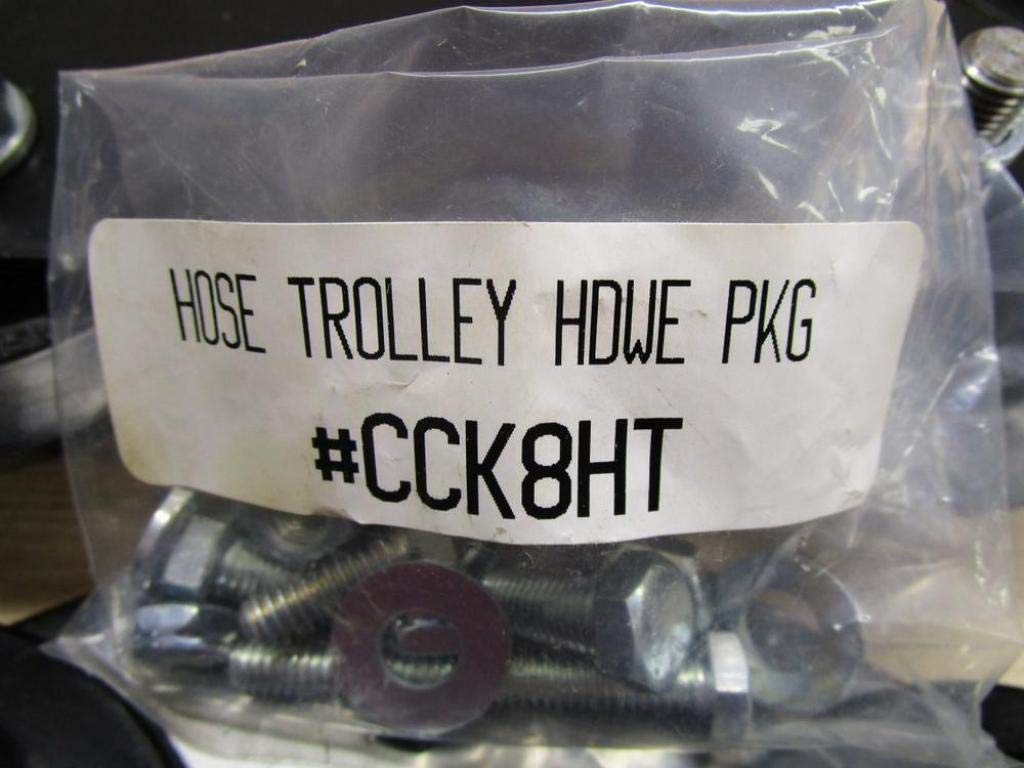 HOSE TROLLEY HDWE PKG
#CCK8HT